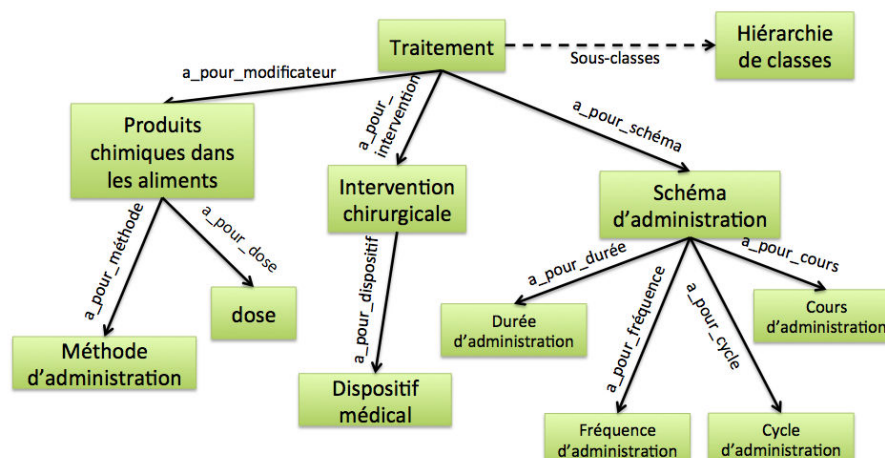 Traitement
Sous-classes
Hiérarchie
de classes
a_pour_modificateur
a_pour_
intervention
a_pour_schéma
Produits
chimiques dans
les aliments
Intervention
chirurgicale
Schéma
d'administration
a_pour_méthode
a_pour_dose
a_pour_dispositif
a_pour_durée
a_pour_fréquence
a_pour_cycle
a_pour_cours
dose
Méthode
d'administration
Dispositif
médical
Durée
d'administration
Cours
d'administration
Fréquence
d'administration
Cycle
d'administration